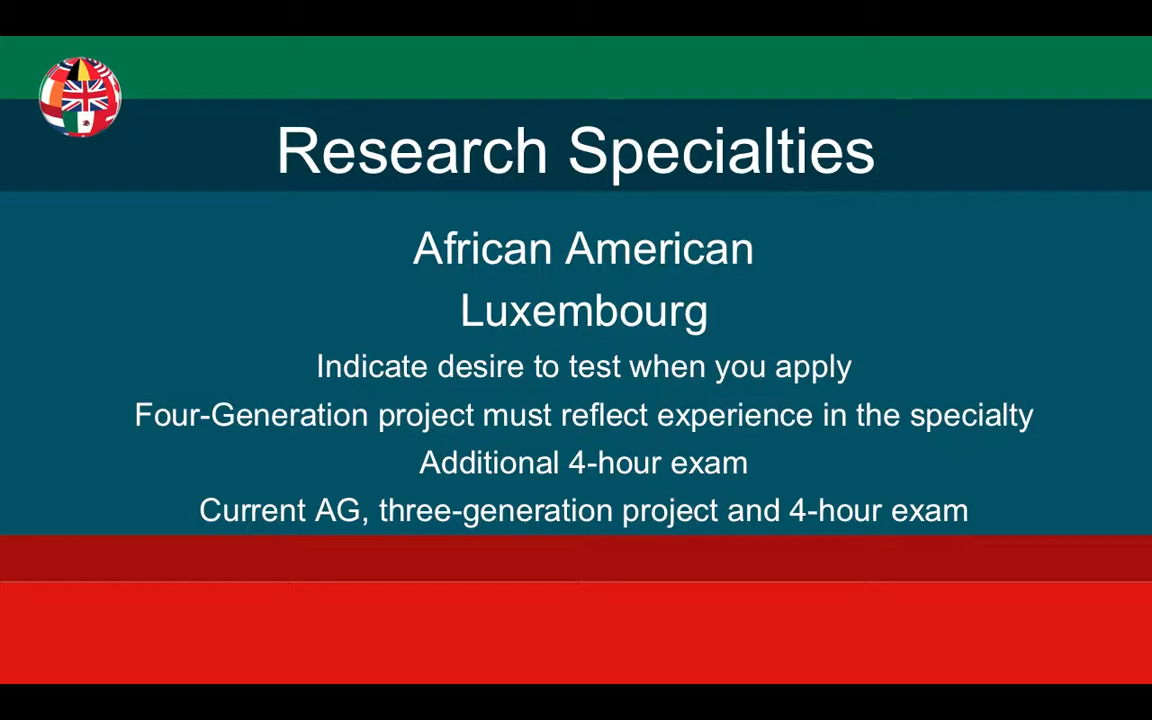 Research Specialties
African American
Luxembourg
Indicate desire to test when you apply
Four-Generation project must reflect experience in the specialty
Additional 4-hour exam
Current AG, three-generation project and 4-hour exam